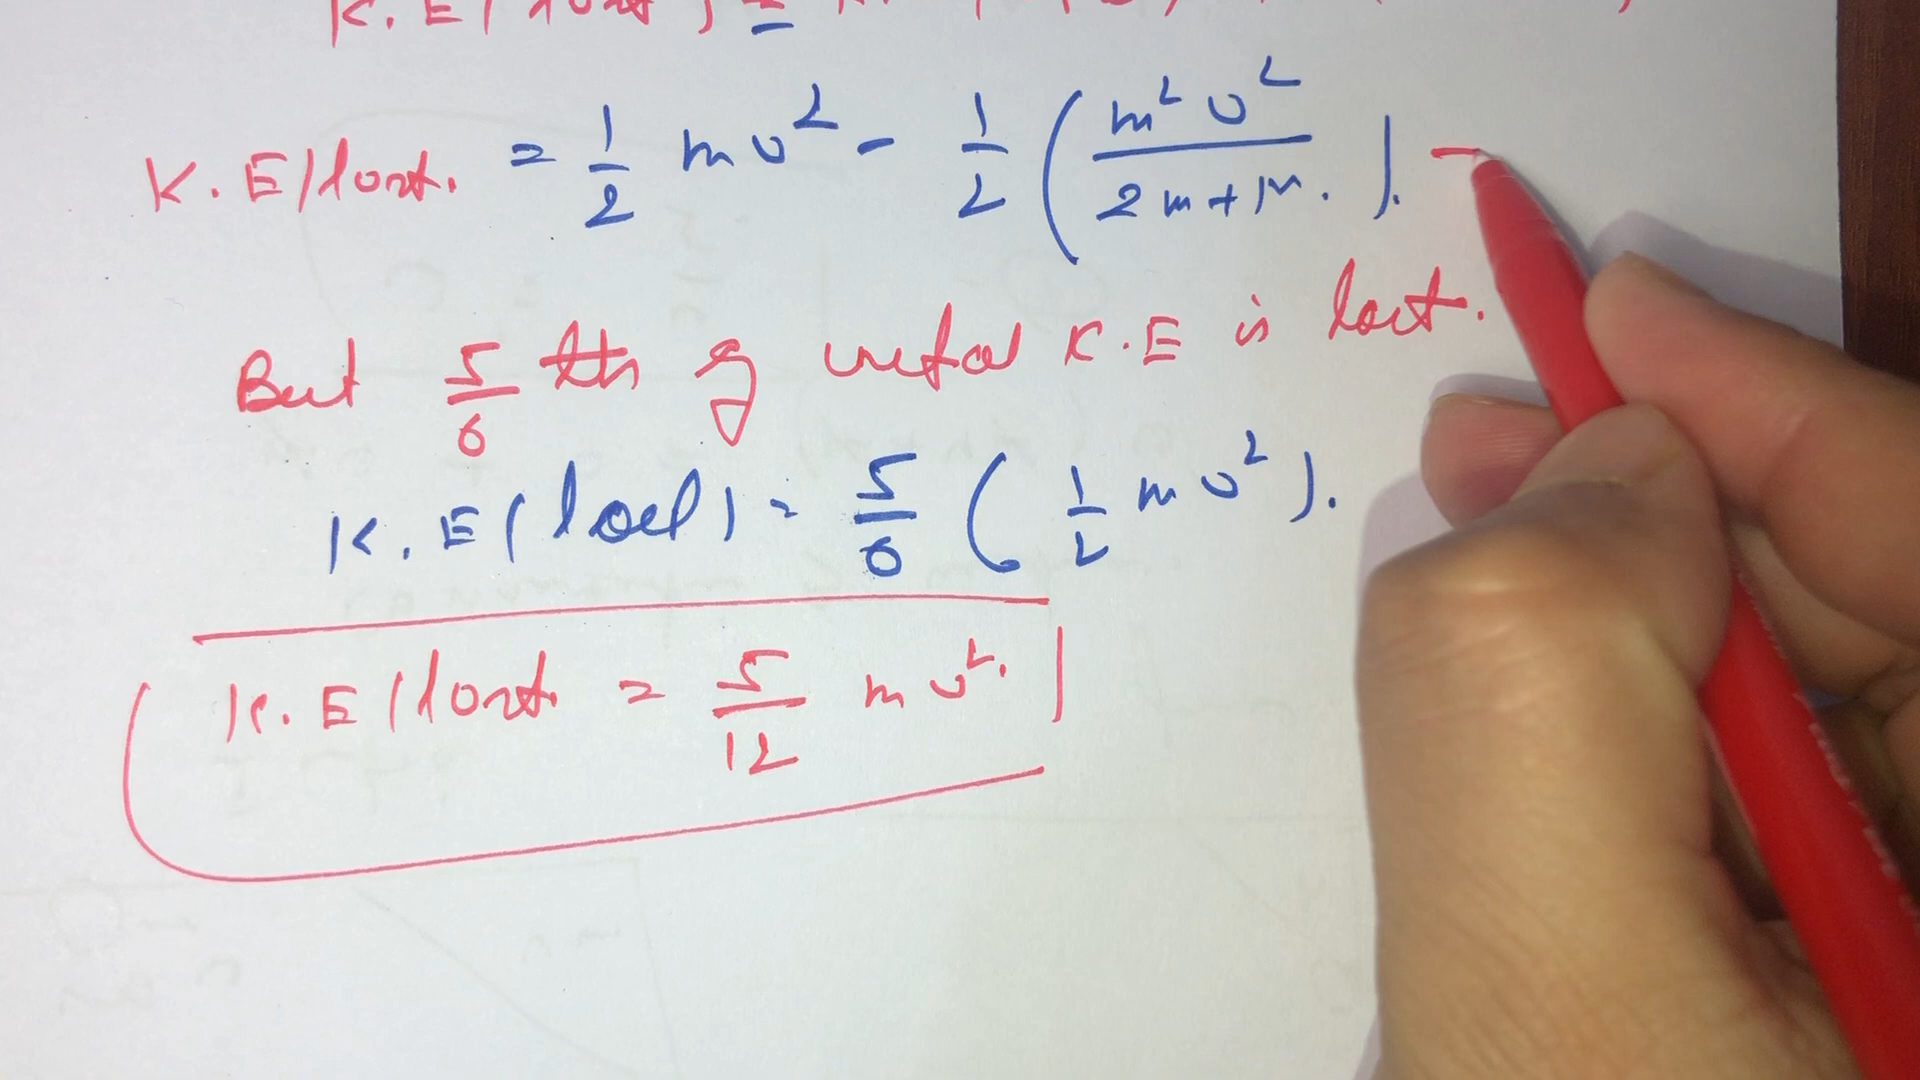 K.E(lost) =
K.E/lost. = 1/2 mv² - 1/2 (m²v²/2m+M.). —
But 5/6 th of initial K.E is lost.
K.E(lost) = 5/6 (1/2 mv²).
K.E(lost. = 5/12 mv².